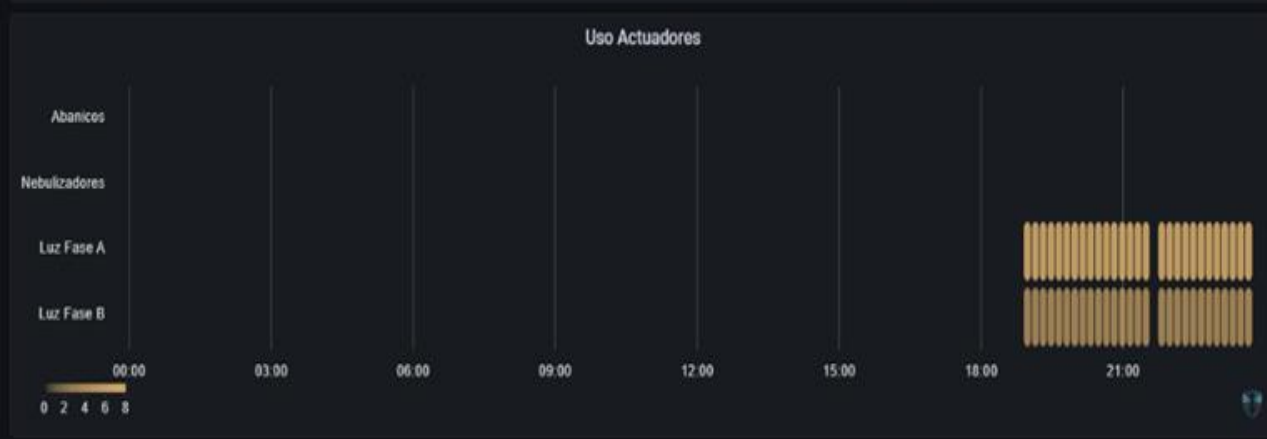 Uso Actuadores
Abanicos
Nebulizadores
Luz Fase A
Luz Fase B
00:00 03:00 06:00 09:00 12:00 15:00 18:00 21:00
0 2 4 6 8